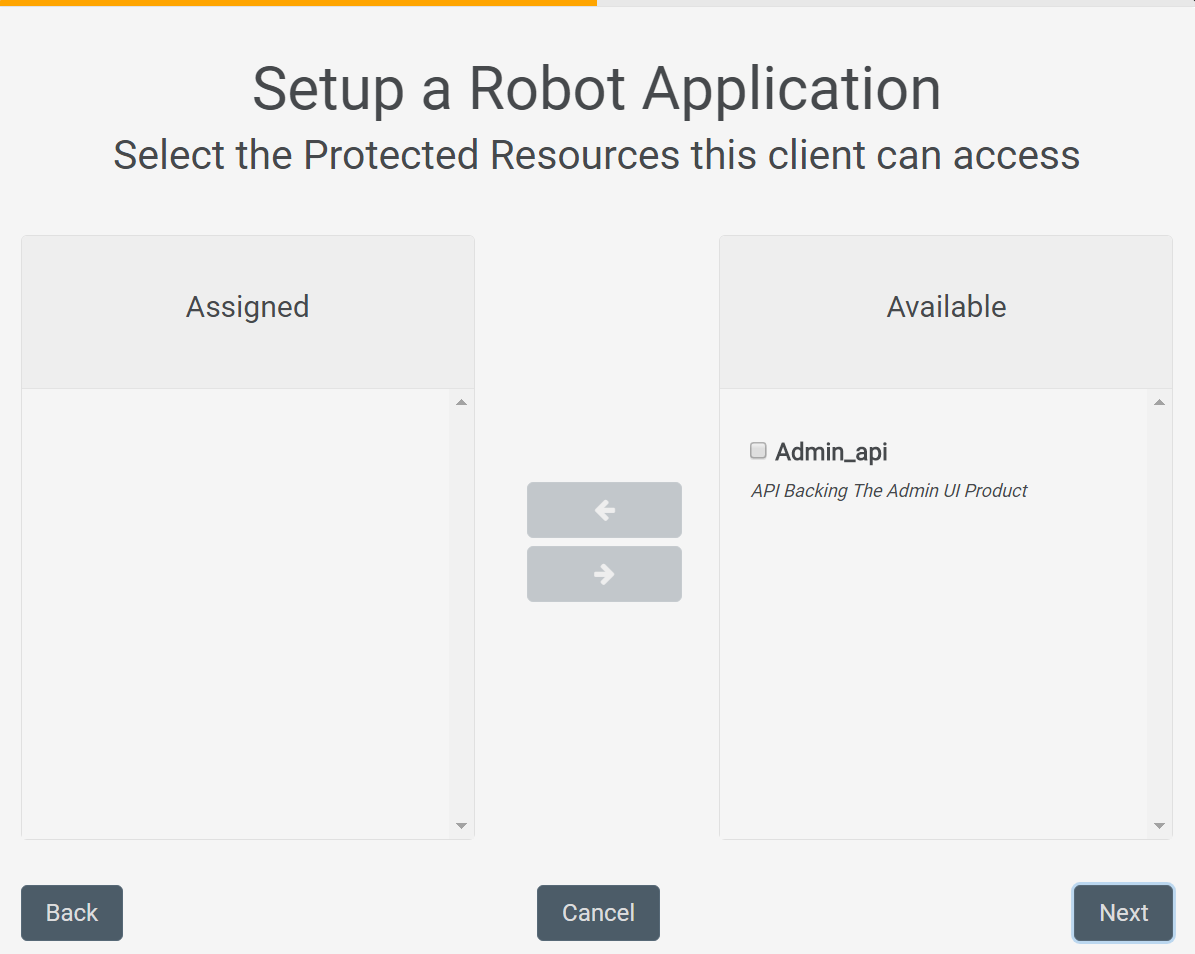 Setup a Robot Application
Select the Protected Resources this client can access
Assigned
Available
Admin_api
API Backing The Admin UI Product
Back
Cancel
Next